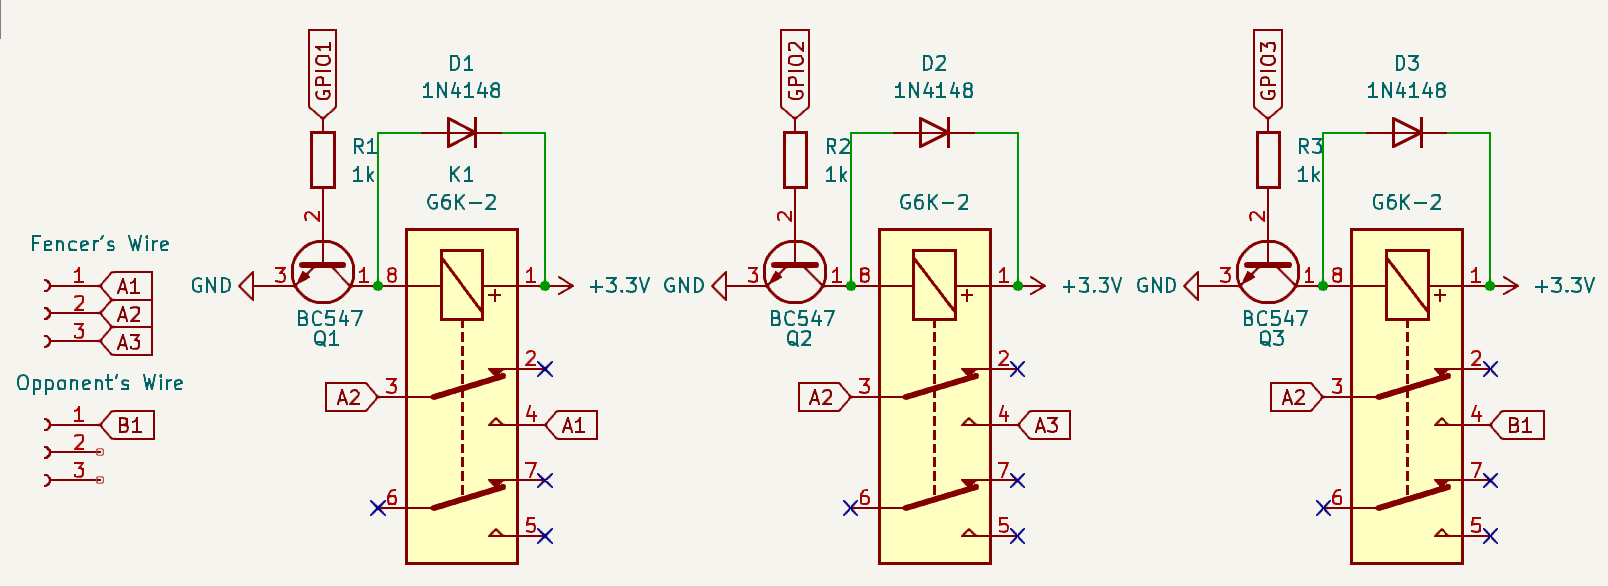 GPIO1
D1
1N4148
R1
1k
K1
G6K-2
2
GND
3
1
8
1
+3.3V
BC547
Q1
2
A2
3
4
A1
7
6
5
GPIO2
D2
1N4148
R2
1k
G6K-2
2
GND
3
1
8
1
+3.3V
BC547
Q2
2
A2
3
4
A3
7
6
5
GPIO3
D3
1N4148
R3
1k
G6K-2
2
GND
3
1
8
1
+3.3V
BC547
Q3
2
A2
3
4
B1
7
6
5
Fencer's Wire
1 A1
2 A2
3 A3
Opponent's Wire
1 B1
2
3